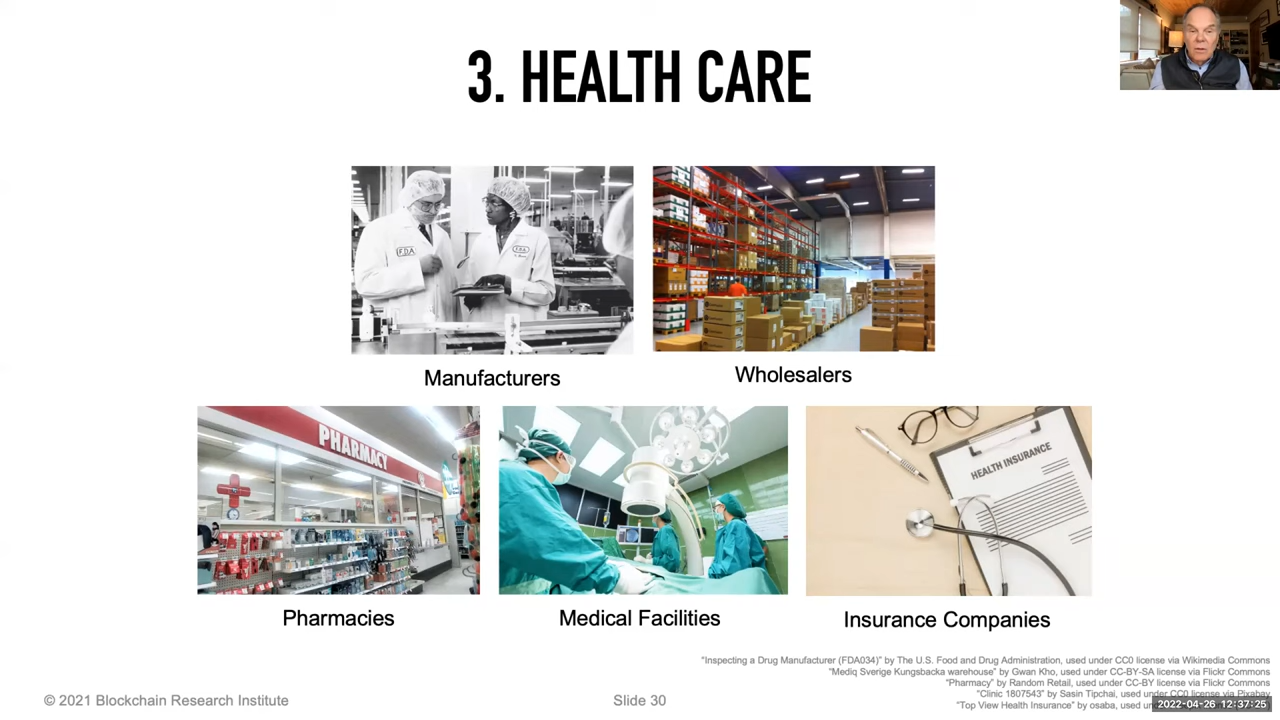 3. HEALTH CARE
FDA
FDA
Manufacturers
Wholesalers
PHARMACY
HEALTH INSURANCE
Pharmacies
Medical Facilities
Insurance Companies
“Inspecting a Drug Manufacturer (FDA034)” by The U.S. Food and Drug Administration, used under CC0 license via Wikimedia Commons
“Mediq Sverige Kungsbacka warehouse” by Gwan Kho, used under CC-BY-SA license via Flickr Commons
“Pharmacy” by Random Retail, used under CC-BY license via Flickr Commons
“Clinic 1807543” by Sasin Tipchai, used under CC0 license via Pixabay
“Top View Health Insurance” by osaba, used
© 2021 Blockchain Research Institute
Slide 30
2022-04-26 12:37:25